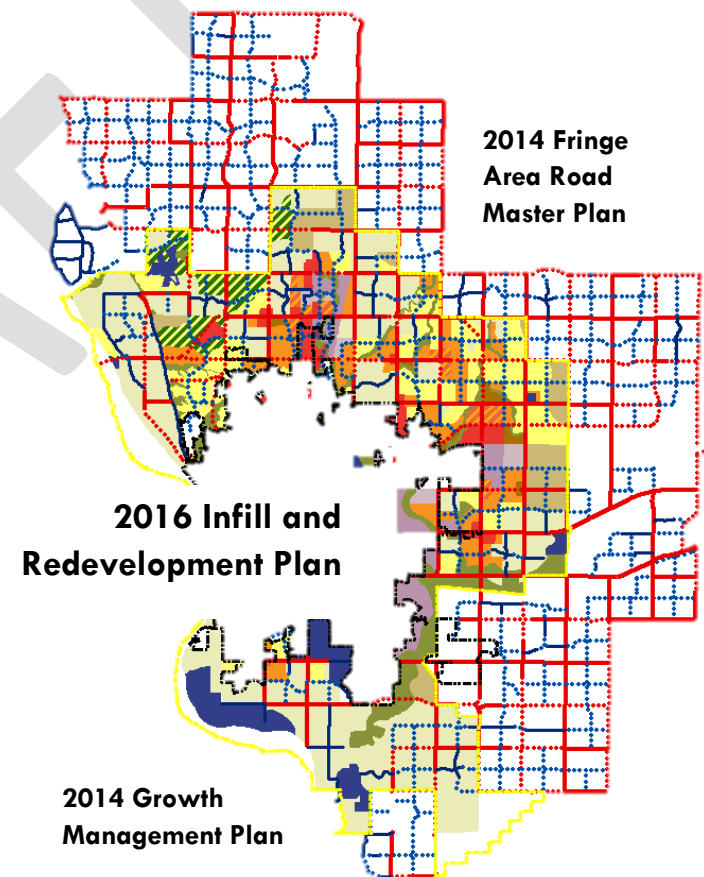 2014 Fringe
Area Road
Master Plan
2016 Infill and
Redevelopment Plan
2014 Growth
Management Plan